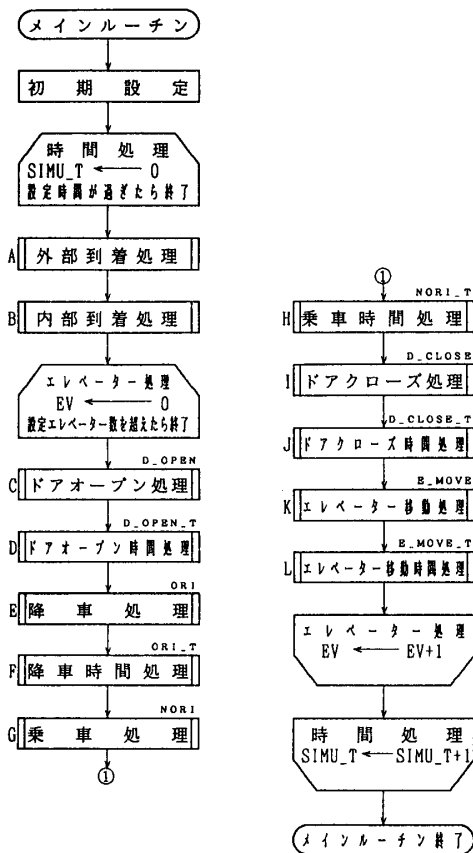 メインルーチン
初期設定
時間処理
SIMU_T ← 0
設定時間が過ぎたら終了
A 外部到着処理
B 内部到着処理
エレベーター処理
EV ← 0
設定エレベーター数を超えたら終了
D_OPEN
C ドアオープン処理
D_OPEN_T
D ドアオープン時間処理
ORI
E 降車処理
ORI_T
F 降車時間処理
NORI
G 乗車処理
①
①
NORI_T
H 乗車時間処理
D_CLOSE
I ドアクローズ処理
D_CLOSE_T
J ドアクローズ時間処理
E_MOVE
K エレベーター移動処理
E_MOVE_T
L エレベーター移動時間処理
エレベーター処理
EV ← EV+1
時間処理
SIMU_T ← SIMU_T+1
メインルーチン終了